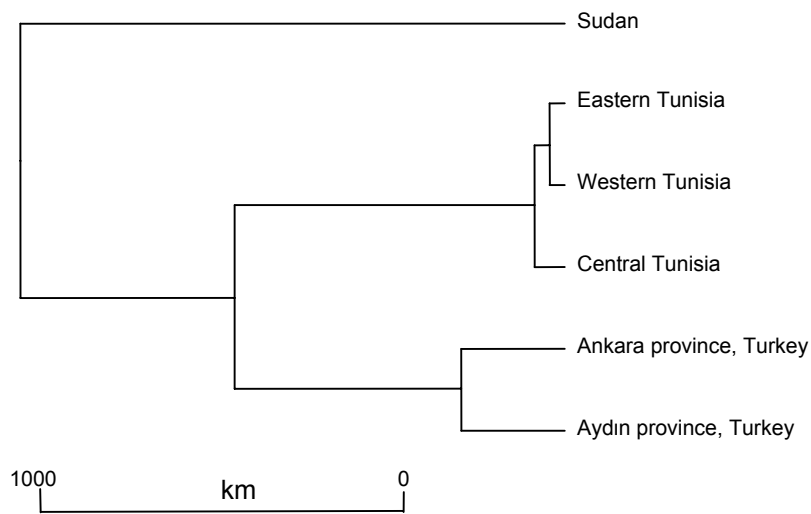 Sudan
Eastern Tunisia
Western Tunisia
Central Tunisia
Ankara province, Turkey
Aydın province, Turkey
1000 0
km